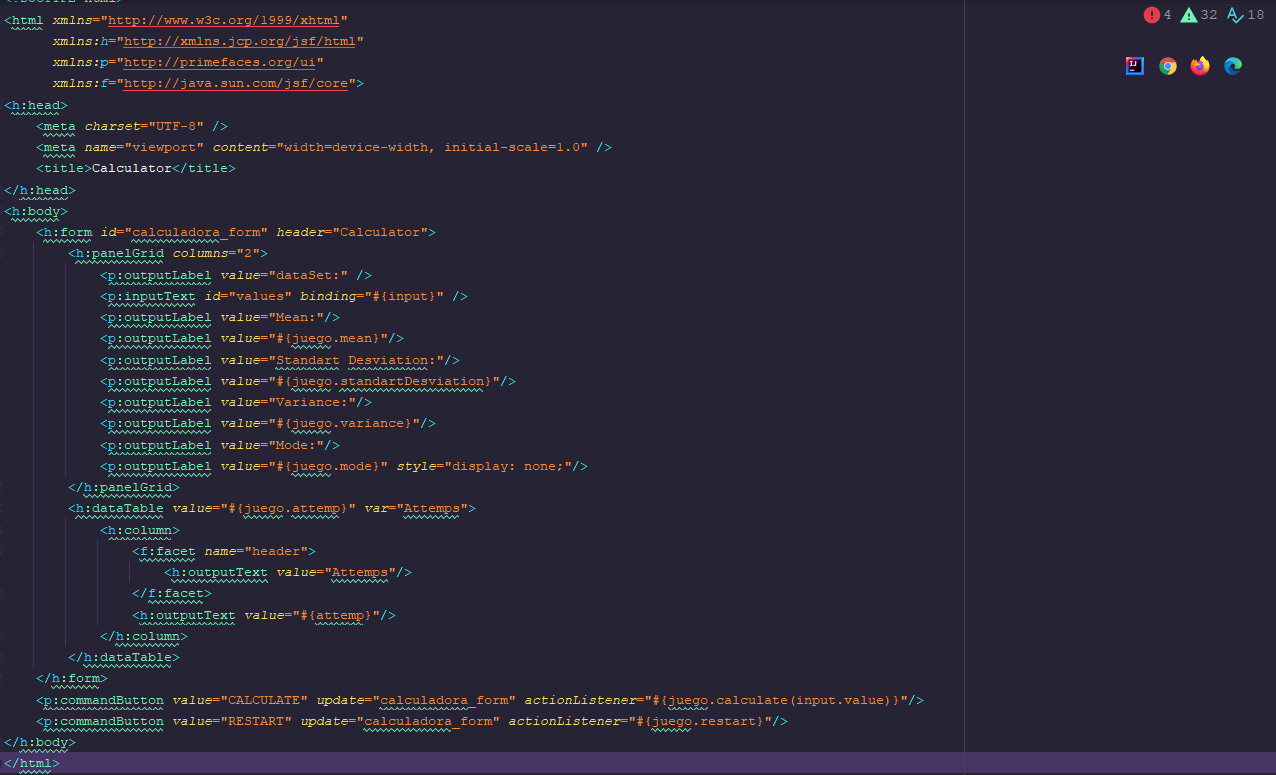 <!DOCTYPE html>
<html xmlns="http://www.w3c.org/1999/xhtml"
      xmlns:h="http://xmlns.jcp.org/jsf/html"
      xmlns:p="http://primefaces.org/ui"
      xmlns:f="http://java.sun.com/jsf/core">
<h:head>
    <meta charset="UTF-8" />
    <meta name="viewport" content="width=device-width, initial-scale=1.0" />
    <title>Calculator</title>
</h:head>
<h:body>
    <h:form id="calculadora_form" header="Calculator">
        <h:panelGrid columns="2">
            <p:outputLabel value="dataSet:" />
            <p:inputText id="values" binding="#{input}" />
            <p:outputLabel value="Mean:"/>
            <p:outputLabel value="#{juego.mean}"/>
            <p:outputLabel value="Standart Desviation:"/>
            <p:outputLabel value="#{juego.standartDesviation}"/>
            <p:outputLabel value="Variance:"/>
            <p:outputLabel value="#{juego.variance}"/>
            <p:outputLabel value="Mode:"/>
            <p:outputLabel value="#{juego.mode}" style="display: none;"/>
        </h:panelGrid>
        <h:dataTable value="#{juego.attemp}" var="Attemps">
            <h:column>
                <f:facet name="header">
                    <h:outputText value="Attemps"/>
                </f:facet>
                <h:outputText value="#{attemp}"/>
            </h:column>
        </h:dataTable>
    </h:form>
    <p:commandButton value="CALCULATE" update="calculadora_form" actionListener="#{juego.calculate(input.value)}"/>
    <p:commandButton value="RESTART" update="calculadora_form" actionListener="#{juego.restart}"/>
</h:body>
</html>
4 32 18
IJ